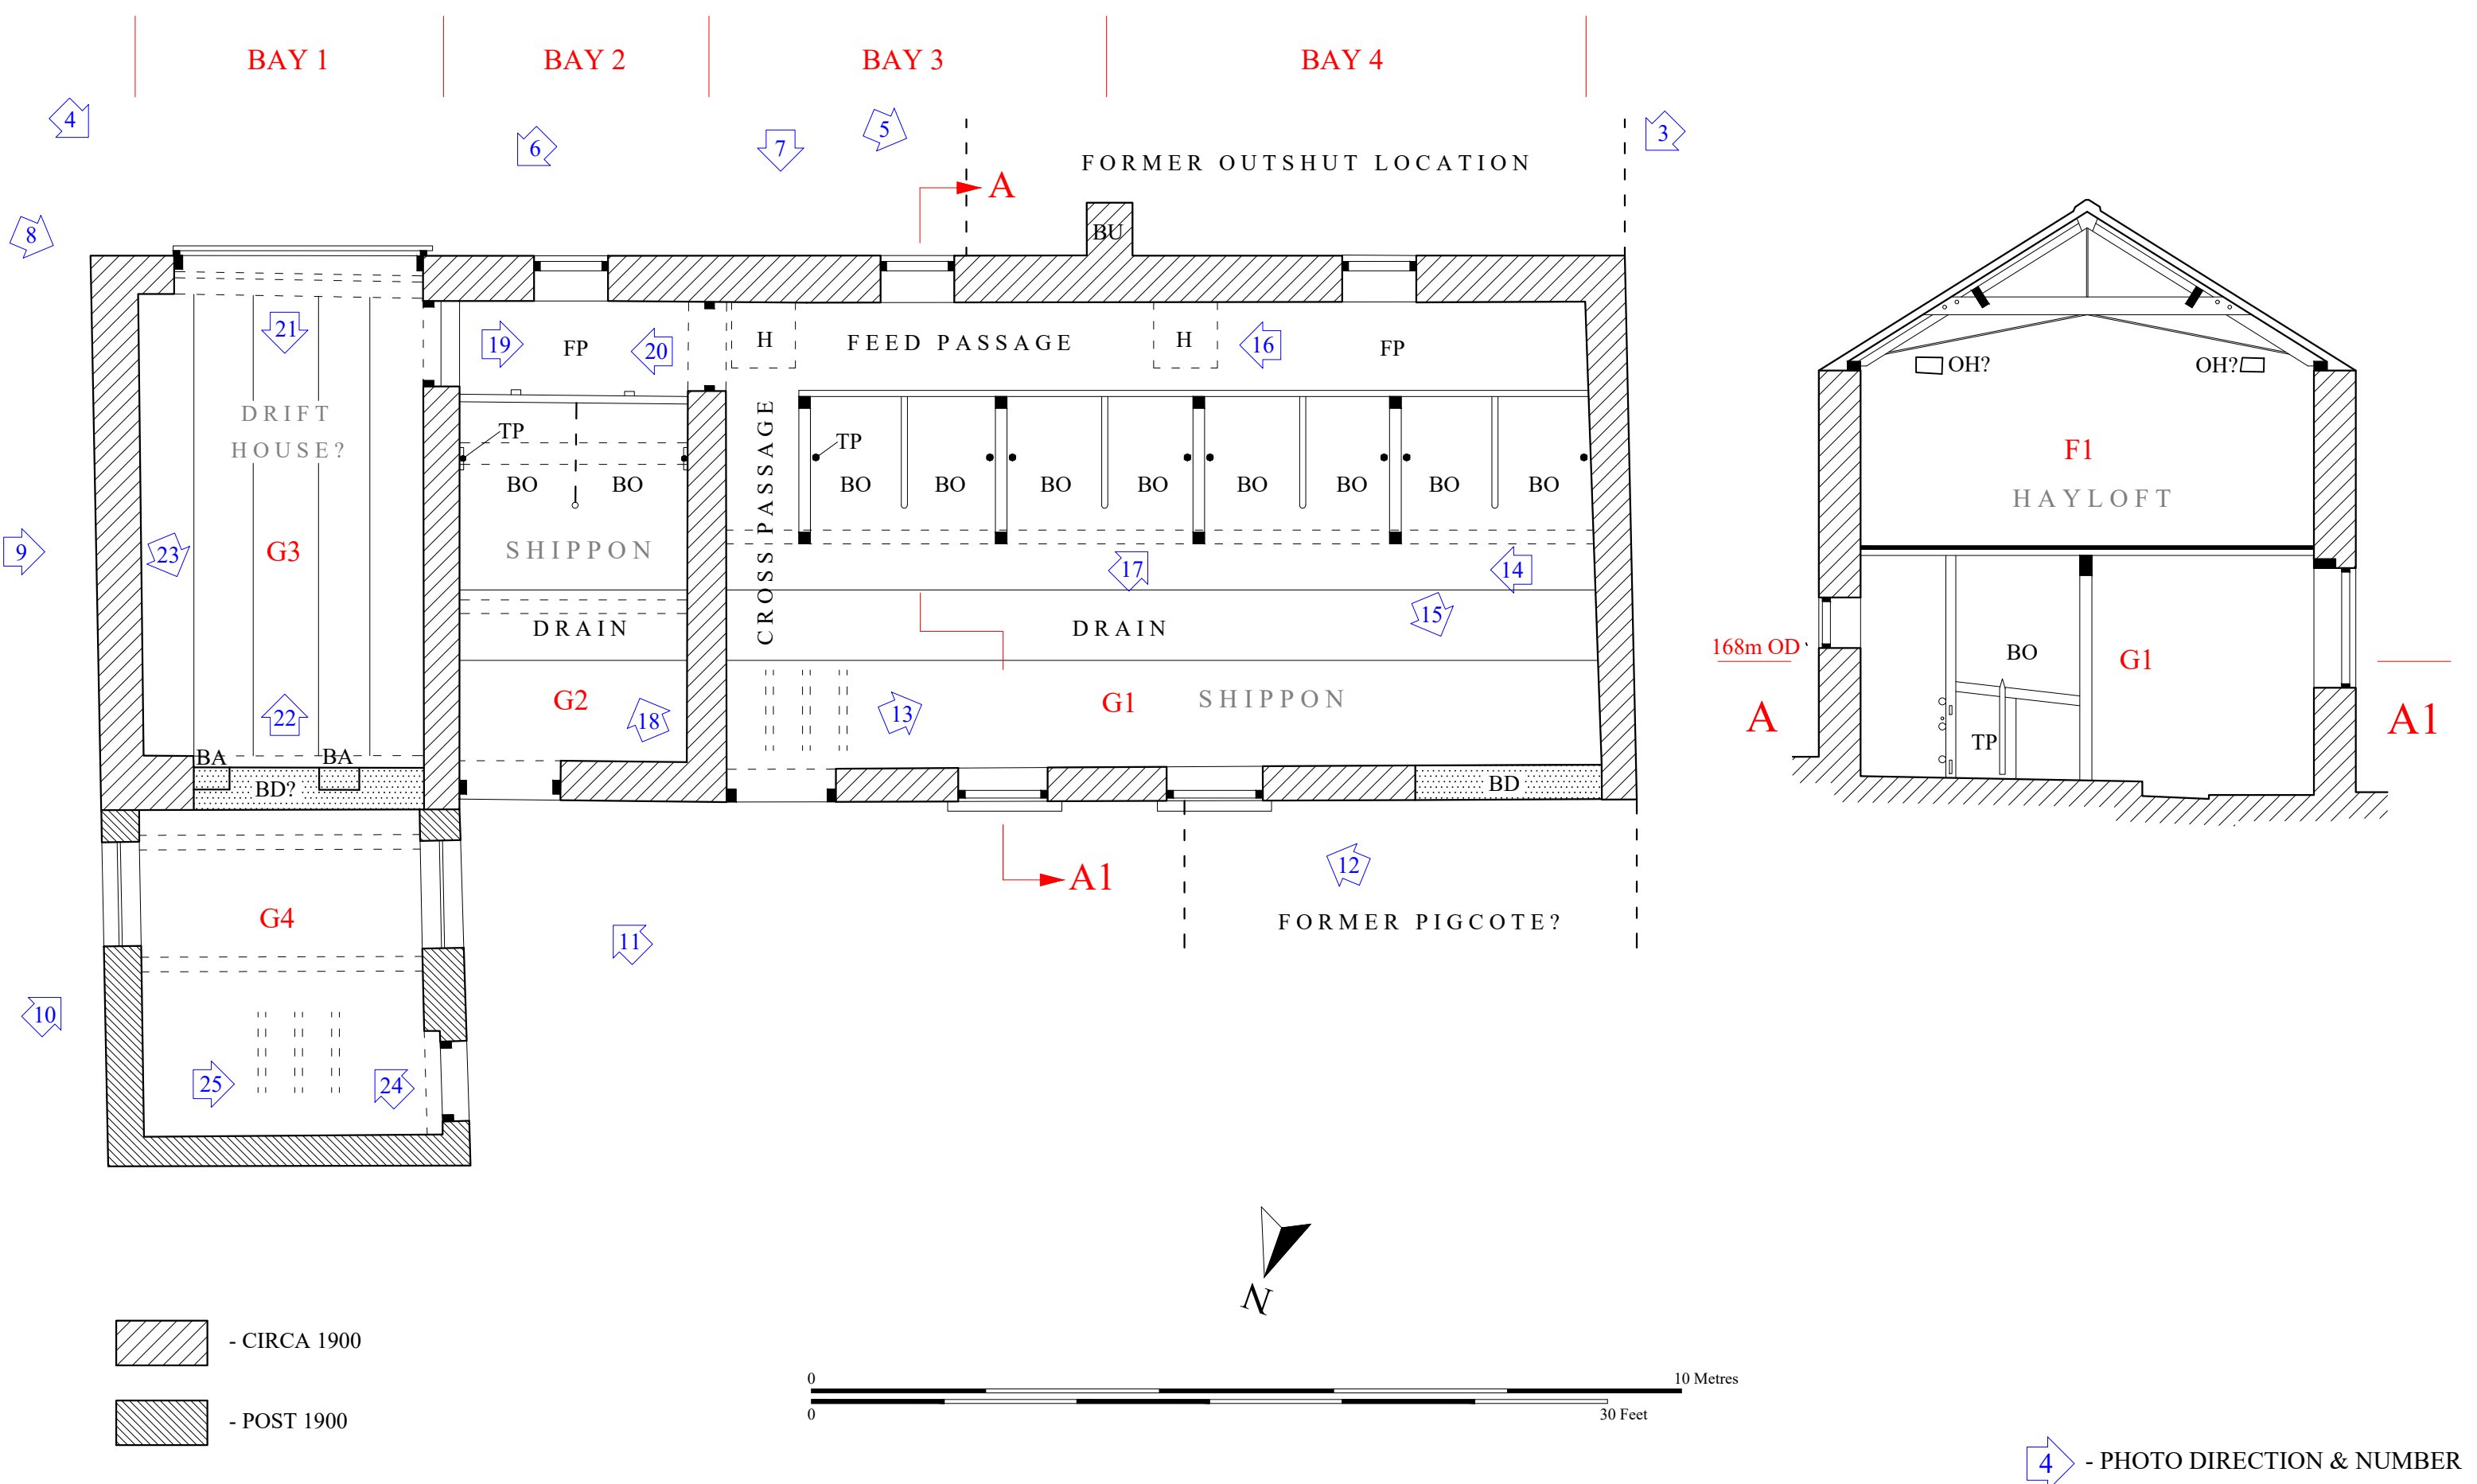 BAY 1 BAY 2 BAY 3 BAY 4
4 6 7 5 3
FORMER OUTSHUT LOCATION
A
8
BU
21 19 FP 20 H FEED PASSAGE H 16 FP
DRIFT
HOUSE?
CROSS PASSAGE
TP TP
BO BO BO BO BO BO BO BO BO BO
9 23 G3 SHIPPON 17 14
15
DRAIN DRAIN
22 G2 18 13 G1 SHIPPON
BA BA
BD? BD
A1
12
G4 FORMER PIGCOTE?
11
10
25 24
OH? OH?
F1
HAYLOFT
168m OD
BO G1
A TP A1
N
- CIRCA 1900
- POST 1900
0 10 Metres
0 30 Feet
4 - PHOTO DIRECTION & NUMBER